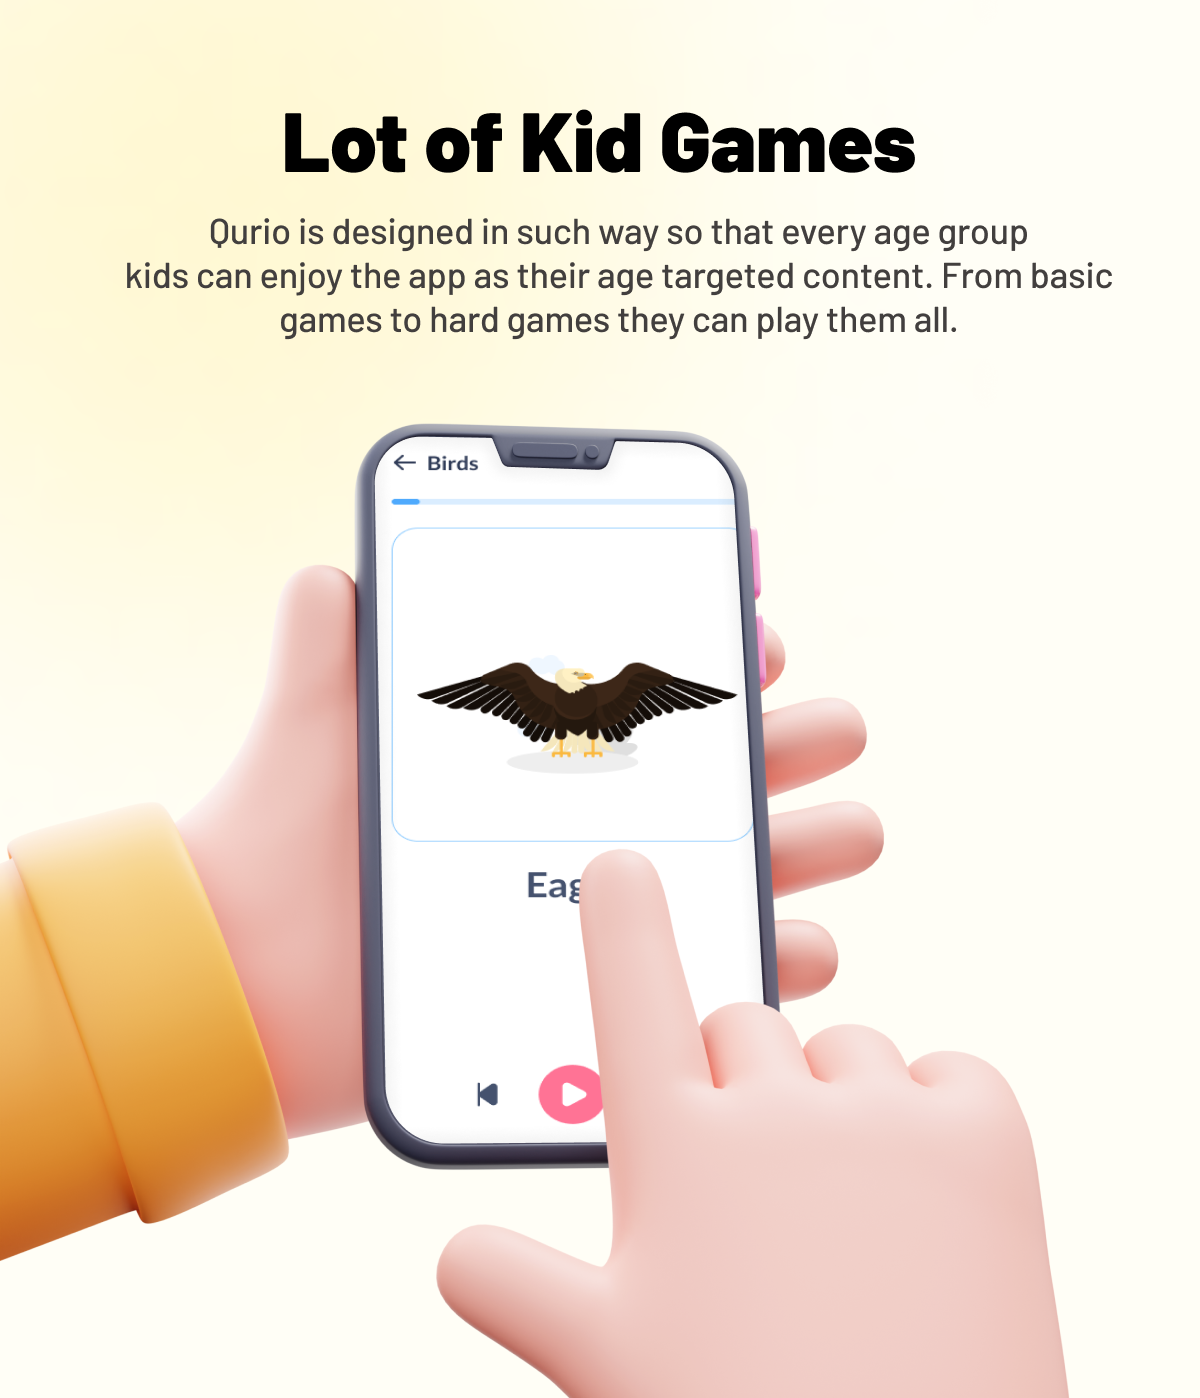 Lot of Kid Games
Qurio is designed in such way so that every age group
kids can enjoy the app as their age targeted content. From basic
games to hard games they can play them all.
Birds